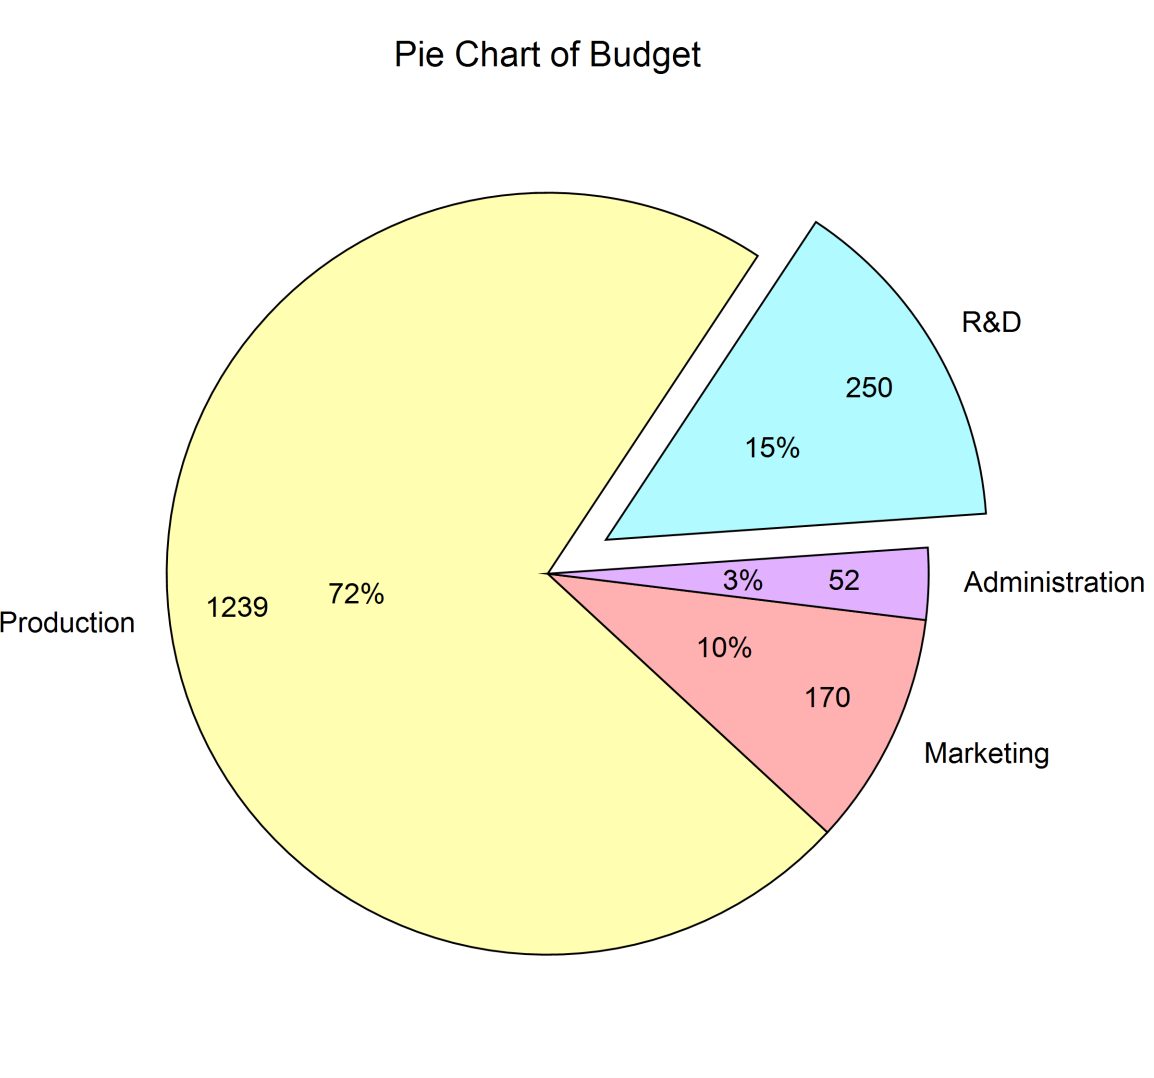 Pie Chart of Budget
R&D
250
15%
3%
52
Administration
72%
1239
Production
10%
170
Marketing